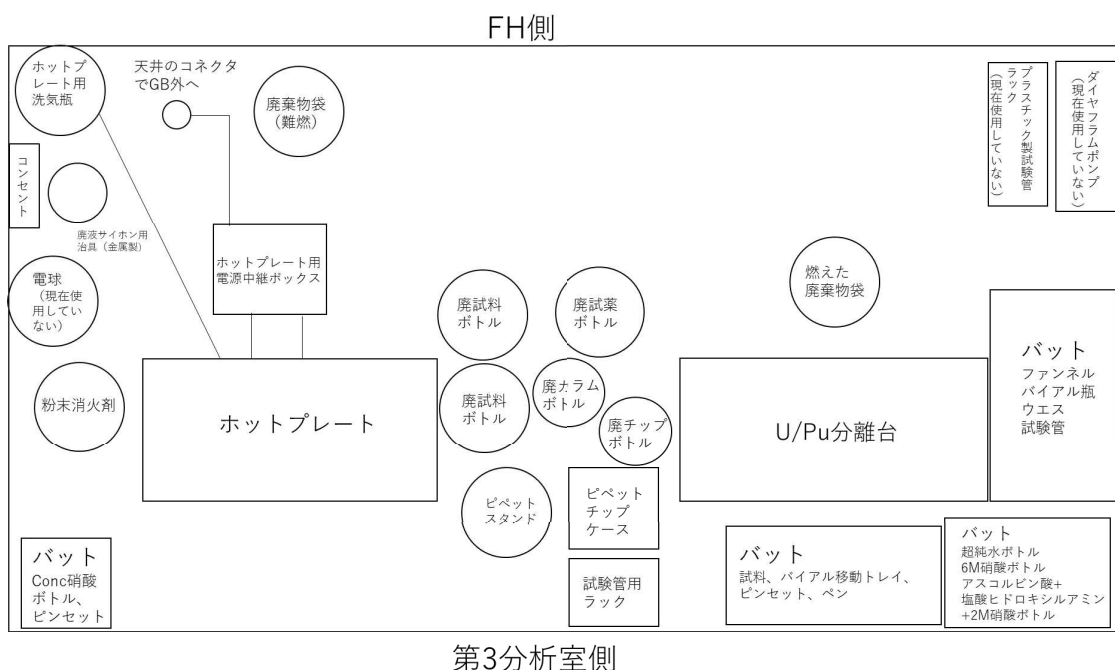 FH側
ホットプ
レート用
洗気瓶
天井のコネクタ
でGB外へ
廃棄物袋
（難燃）
プラスチック製試験管
ラック
（現在使用していない）
ダイヤフラムポンプ
（現在使用していない）
コンセント
廃液サイホン用
治具（金属製）
ホットプレート用
電源中継ボックス
電球
（現在使
用してい
ない）
廃試料
ボトル
廃試薬
ボトル
燃えた
廃棄物袋
バット
ファンネル
バイアル瓶
ウエス
試験管
粉末消火剤
ホットプレート
廃試料
ボトル
廃カラム
ボトル
廃チップ
ボトル
U/Pu分離台
ピペット
スタンド
ピペット
チップ
ケース
バット
Conc硝酸
ボトル、
ピンセット
試験管用
ラック
バット
試料、バイアル移動トレイ、
ピンセット、ペン
バット
超純水ボトル
6M硝酸ボトル
アスコルビン酸+
塩酸ヒドロキシルアミン
+2M硝酸ボトル
第3分析室側